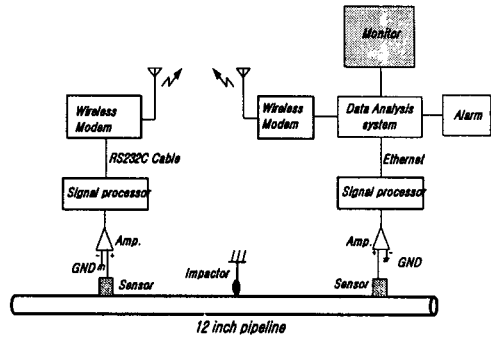 Monitor
Wireless
Modem
Wireless
Modem
Data Analysis
system
Alarm
RS232C Cable
Ethernet
Signal processor
Signal processor
Amp.
Amp.
GND
GND
Impactor
Sensor
Sensor
12 inch pipeline